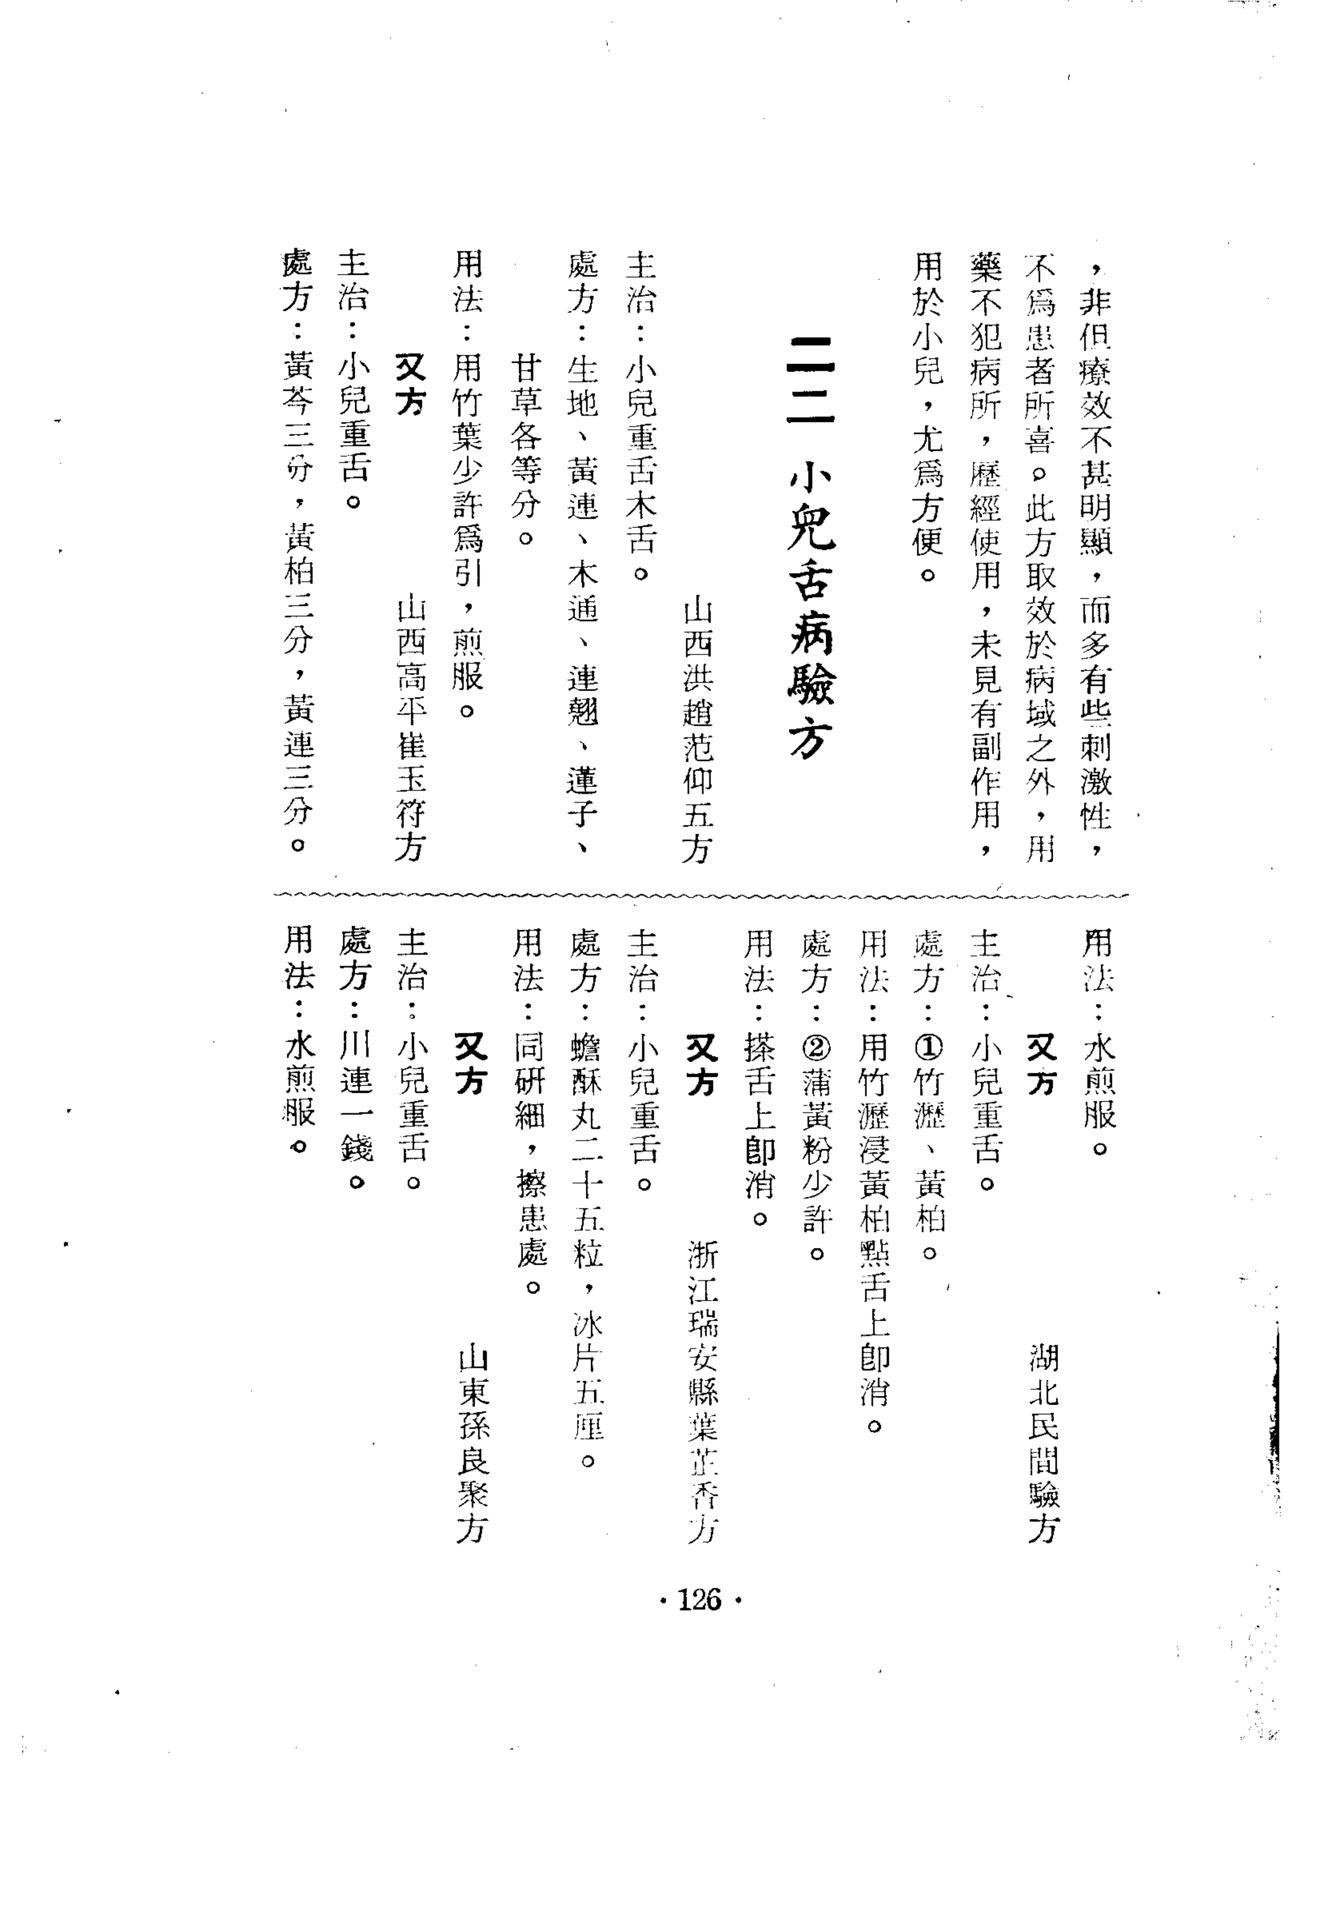 ，非但療效不甚明顯，而多有些刺激性，
不爲患者所喜。此方取效於病域之外，用
藥不犯病所，歷經使用，未見有副作用，
用於小兒，尤爲方便。
二二 小兒舌病驗方
山西洪趙范仰五方
主治：小兒重舌木舌。
處方：生地、黃連、木通、連翹、蓮子、
甘草各等分。
用法：用竹葉少許爲引，煎服。
又方 山西高平崔玉符方
主治：小兒重舌。
處方：黃芩三分，黃柏三分，黃連三分。
用法：水煎服。
又方 湖北民間驗方
主治：小兒重舌。
處方：①竹瀝、黃柏。
用法：用竹瀝浸黃柏點舌上卽消。
處方：②蒲黃粉少許。
用法：搽舌上卽消。
又方 浙江瑞安縣葉芷香方
主治：小兒重舌。
處方：蟾酥丸二十五粒，冰片五厘。
用法：同研細，擦患處。
又方 山東孫良聚方
主治：小兒重舌。
處方：川連一錢。
用法：水煎服。
·126·